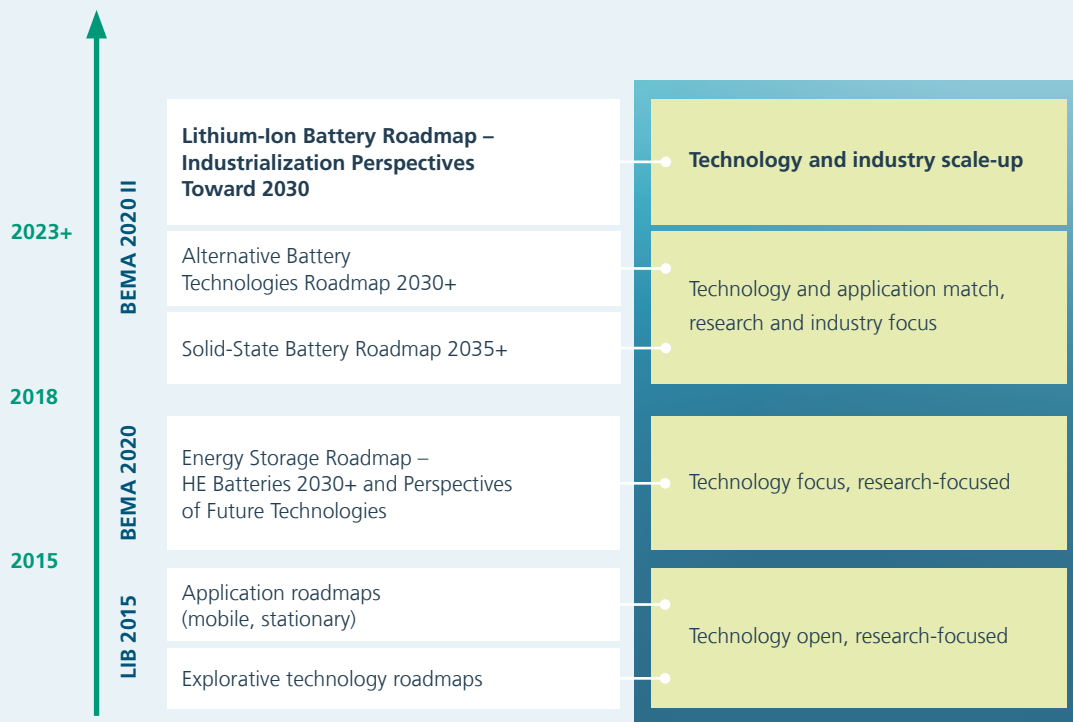 Lithium-Ion Battery Roadmap –
Industrialization Perspectives
Toward 2030
Technology and industry scale-up
2023+
BEMA 2020 II
Alternative Battery
Technologies Roadmap 2030+
Solid-State Battery Roadmap 2035+
Technology and application match,
research and industry focus
2018
BEMA 2020
Energy Storage Roadmap –
HE Batteries 2030+ and Perspectives
of Future Technologies
Technology focus, research-focused
2015
LIB 2015
Application roadmaps
(mobile, stationary)
Explorative technology roadmaps
Technology open, research-focused